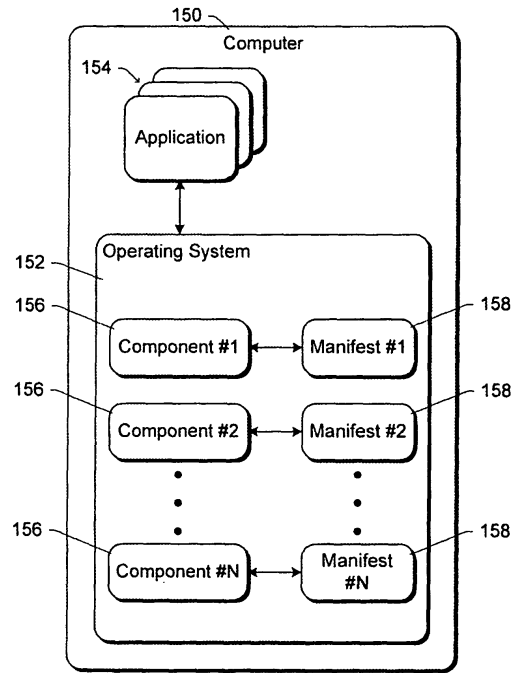 150
Computer
154
Application
Operating System
152
156
158
Component #1
Manifest #1
156
158
Component #2
Manifest #2
156
158
Component #N
Manifest
#N